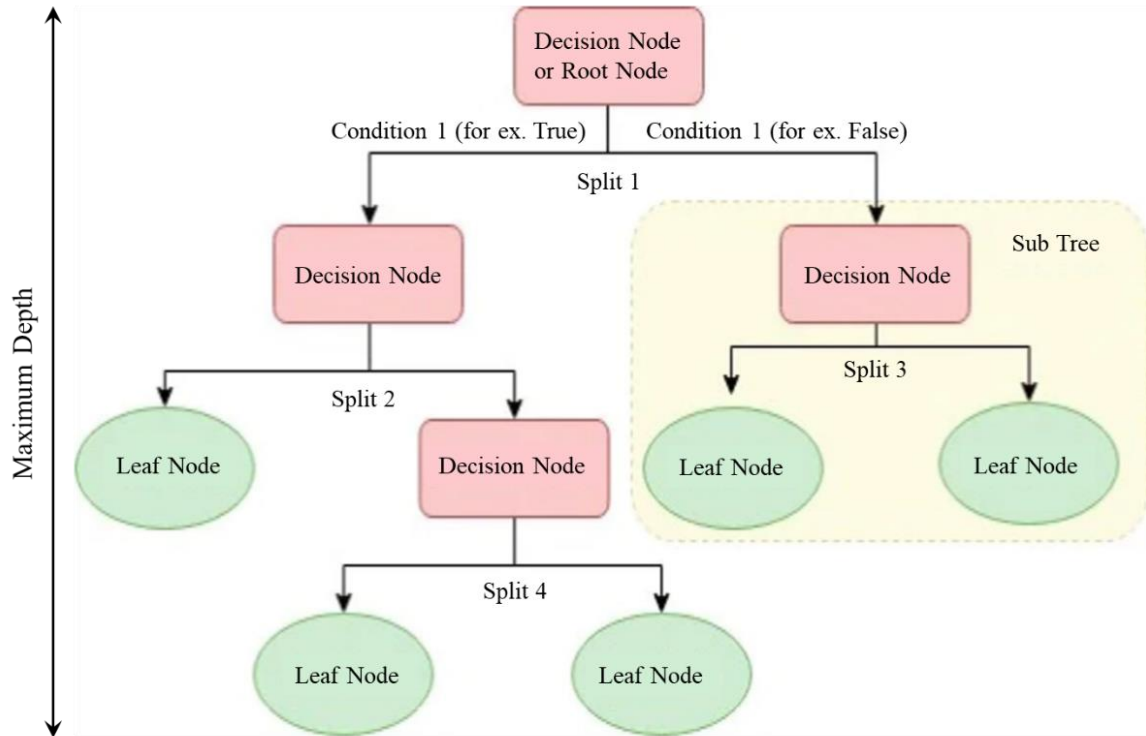 Decision Node
or Root Node
Condition 1 (for ex. True)
Condition 1 (for ex. False)
Split 1
Sub Tree
Decision Node
Decision Node
Maximum Depth
Split 2
Split 3
Leaf Node
Decision Node
Leaf Node
Leaf Node
Split 4
Leaf Node
Leaf Node